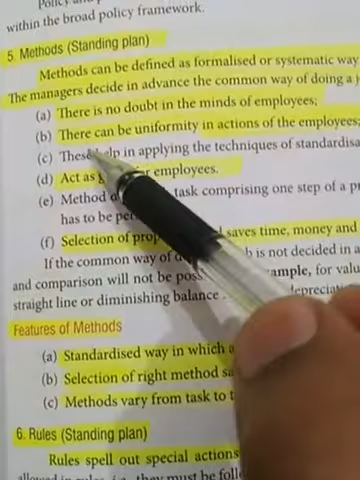 Policy
within the broad policy framework.
5. Methods (Standing plan)
Methods can be defined as formalised or systematic way
The managers decide in advance the common way of doing a
(a) There is no doubt in the minds of employees;
(b) There can be uniformity in actions of the employees;
(c) These help in applying the techniques of
(d) Act as employees.
(e) Method task comprising one step of a
has to be
(f) Selection of saves time, money and
If the common way of is not decided in
and comparison will not be for
straight line or diminishing balance
Features of Methods
(a) Standardised way in which a
(b) Selection of right method
(c) Methods vary from task to
6. Rules (Standing plan)
Rules spell out special actions
allowed they must be